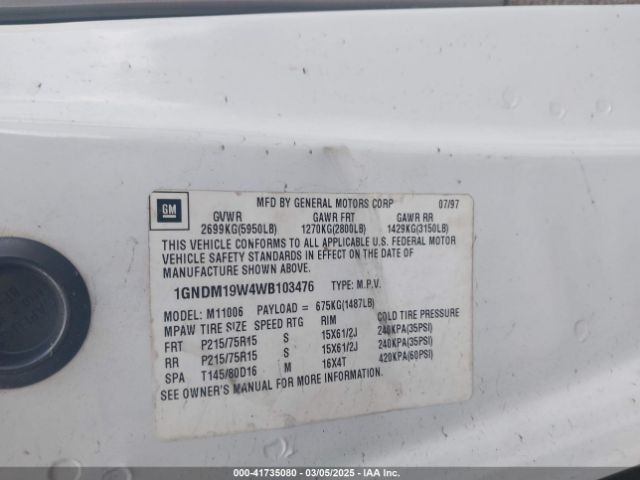 GM
MFD BY GENERAL MOTORS CORP 07/97
GVWR GAWR FRT GAWR RR
2699KG(5950LB) 1270KG(2800LB) 1429KG(3150LB)
THIS VEHICLE CONFORMS TO ALL APPLICABLE U.S. FEDERAL MOTOR
VEHICLE SAFETY STANDARDS IN EFFECT ON THE DATE OF
MANUFACTURE SHOWN ABOVE.
1GNDM19W4WB103476 TYPE: M.P.V.
MODEL: M11006 PAYLOAD = 675KG(1487LB)
MPAW TIRE SIZE SPEED RTG RIM COLD TIRE PRESSURE
FRT P215/75R15 S 15X61/2J 240KPA(35PSI)
RR P215/75R15 S 15X61/2J 240KPA(35PSI)
SPA T145/80D16 M 16X4T 420KPA(60PSI)
SEE OWNER'S MANUAL FOR MORE INFORMATION.
000-41735080 - 03/05/2025 - IAA Inc.